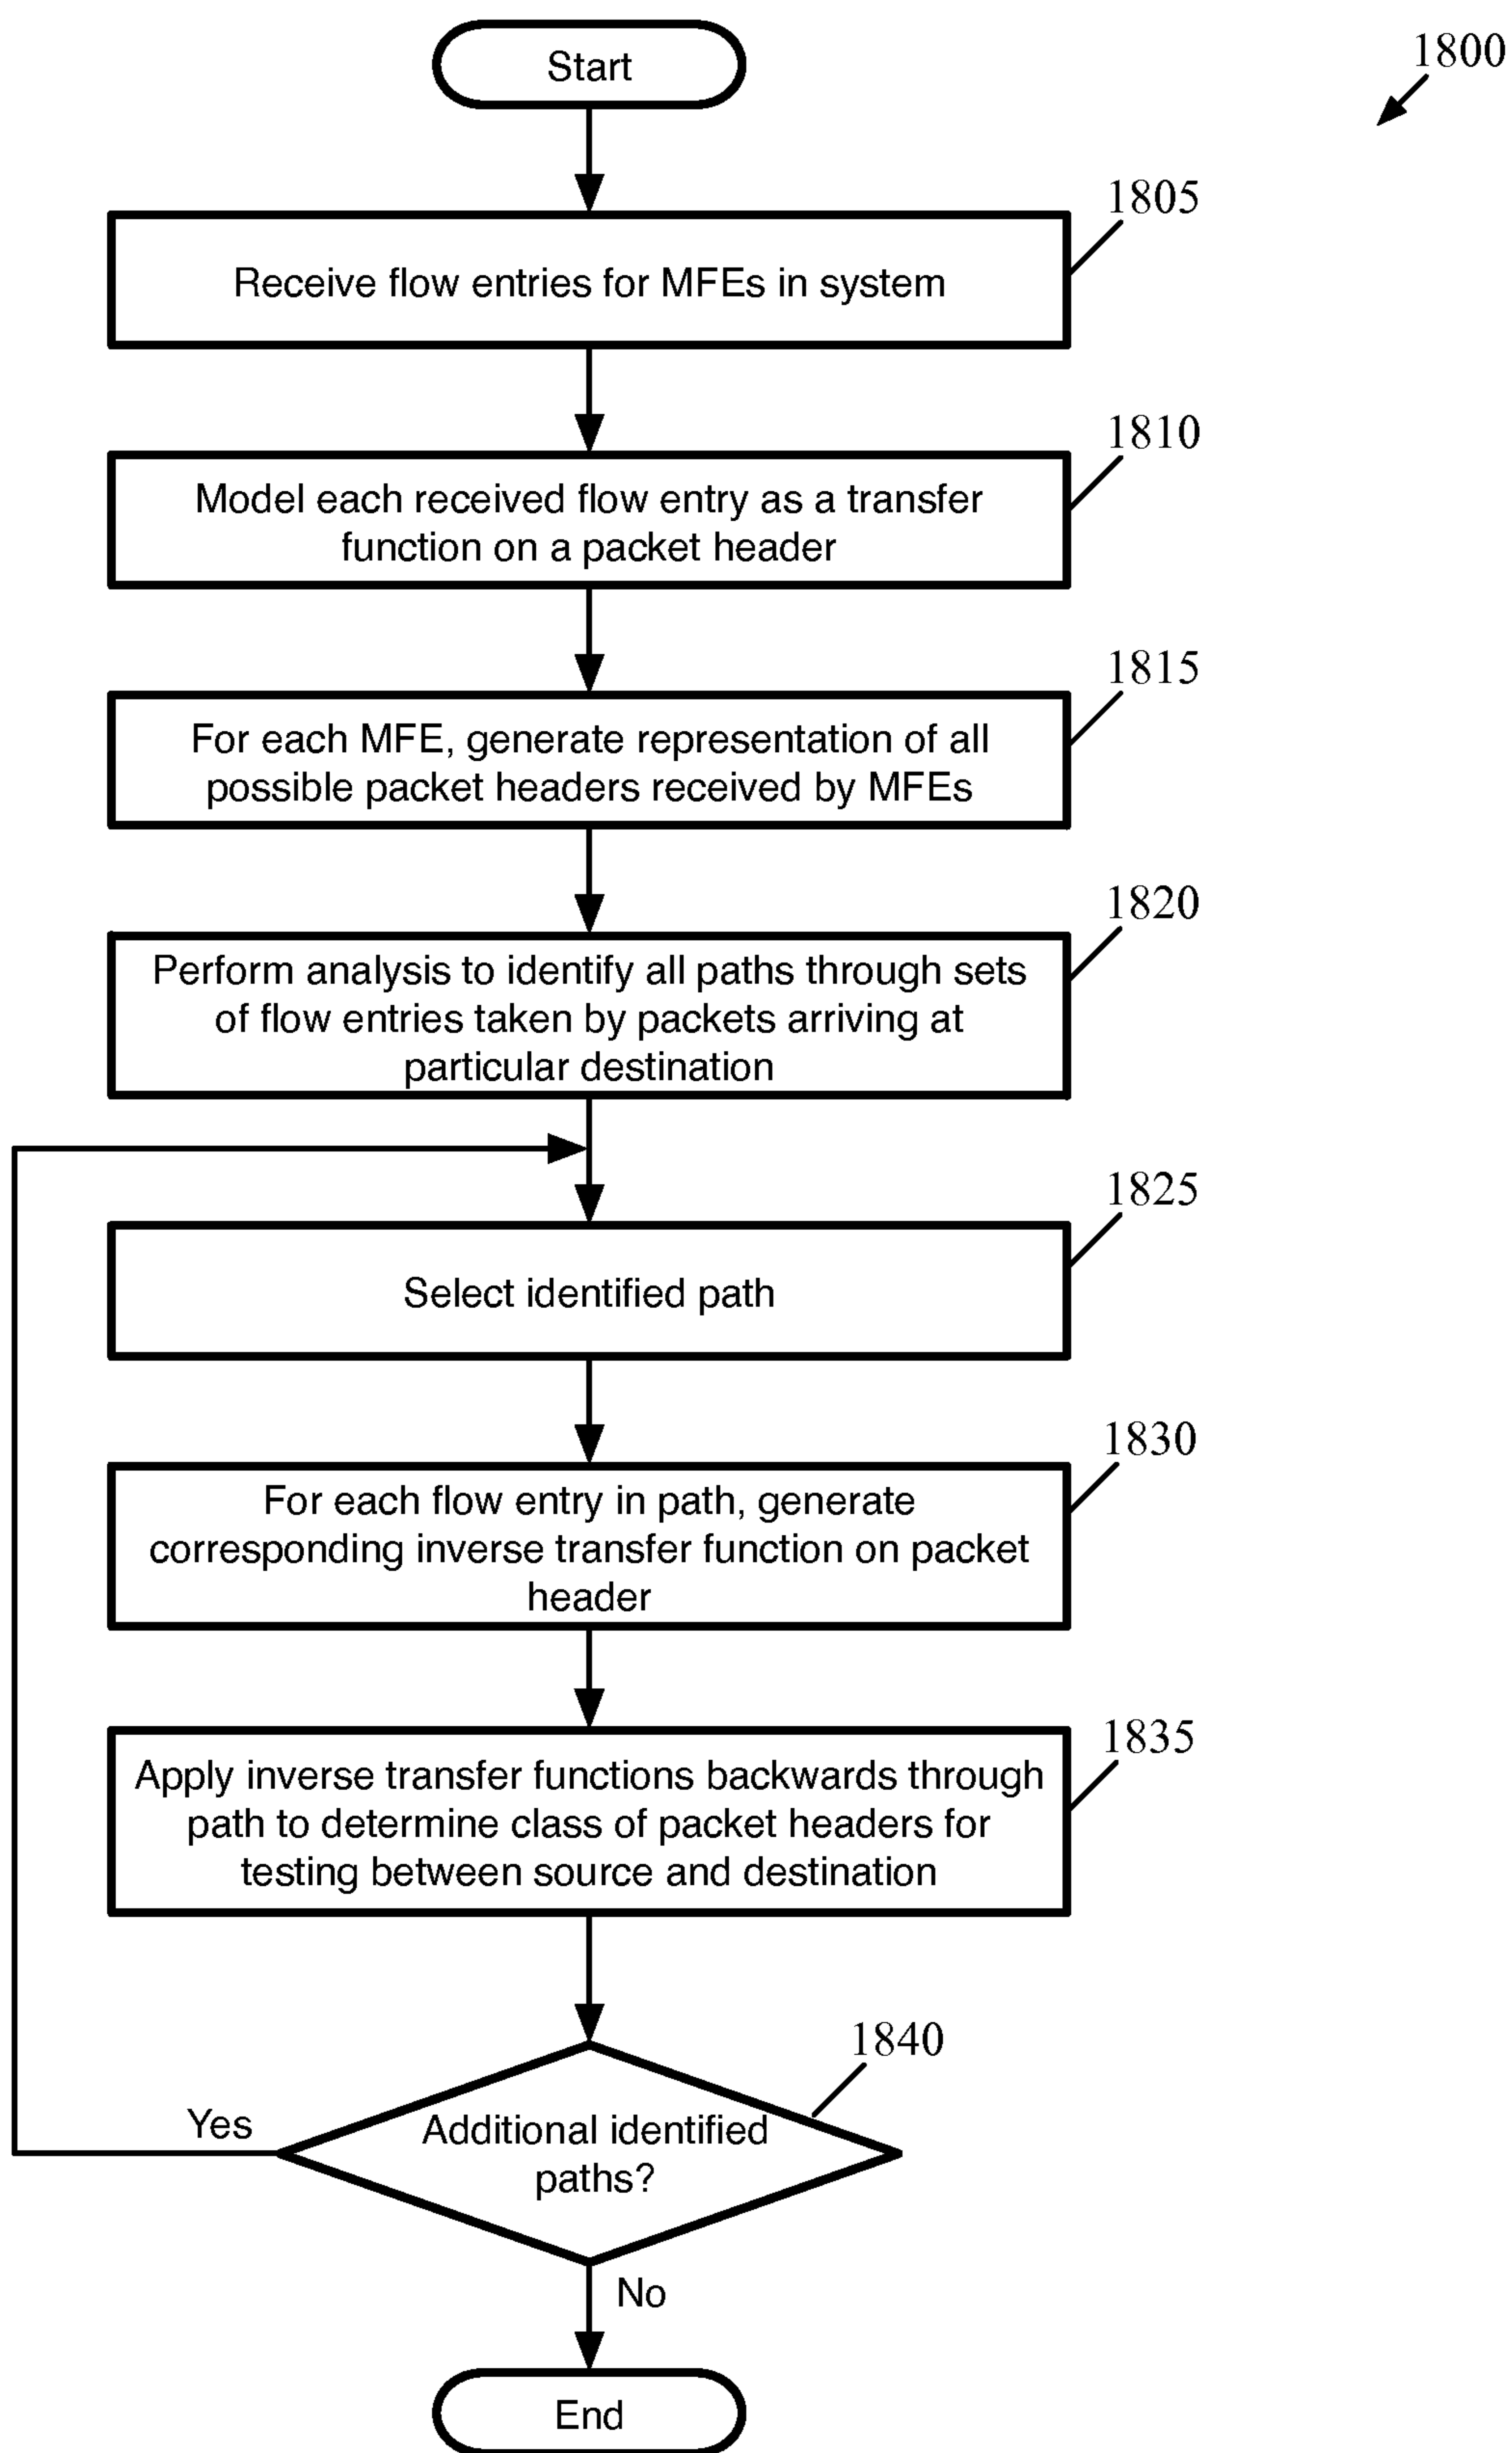 Start
1800
1805
Receive flow entries for MFEs in system
1810
Model each received flow entry as a transfer
function on a packet header
1815
For each MFE, generate representation of all
possible packet headers received by MFEs
1820
Perform analysis to identify all paths through sets
of flow entries taken by packets arriving at
particular destination
1825
Select identified path
1830
For each flow entry in path, generate
corresponding inverse transfer function on packet
header
1835
Apply inverse transfer functions backwards through
path to determine class of packet headers for
testing between source and destination
1840
Yes
Additional identified
paths?
No
End